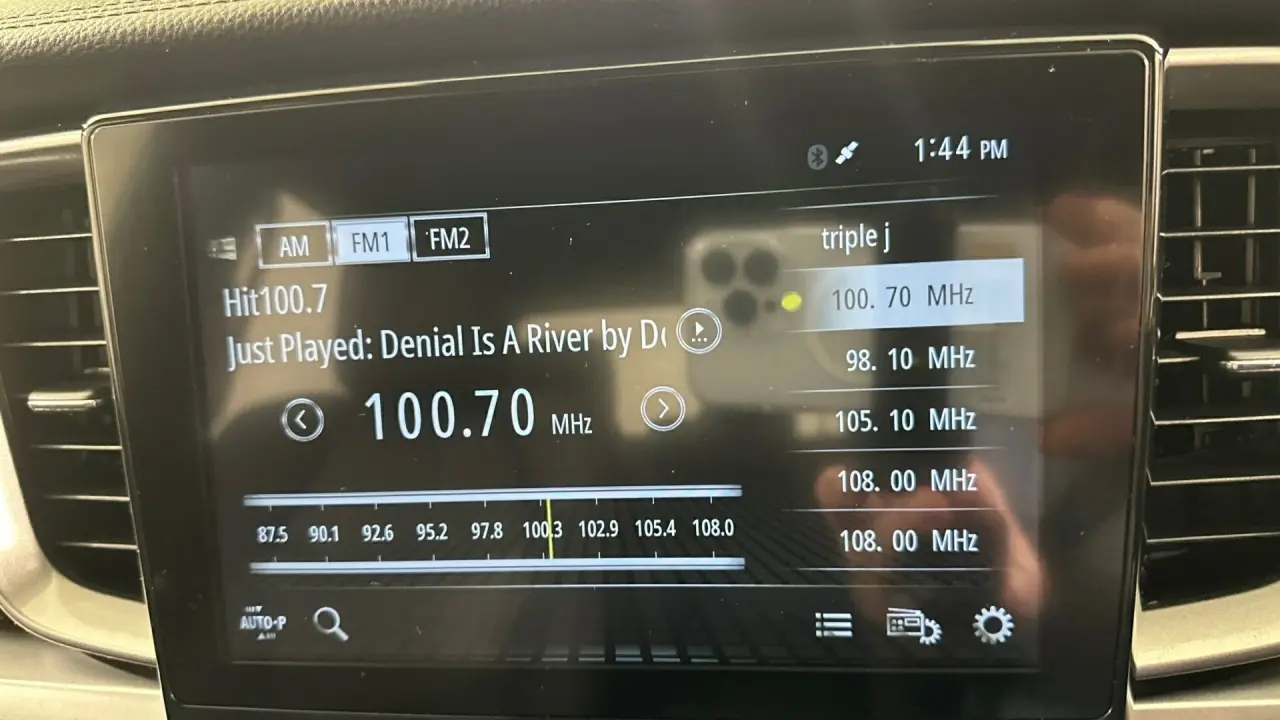 1:44 PM
AM FM1 FM2
Hit100.7
Just Played: Denial Is A River by Do
100.70 MHz
87.5 90.1 92.6 95.2 97.8 100.3 102.9 105.4 108.0
AUTO-P
triple j
100. 70 MHz
98. 10 MHz
105. 10 MHz
108. 00 MHz
108. 00 MHz